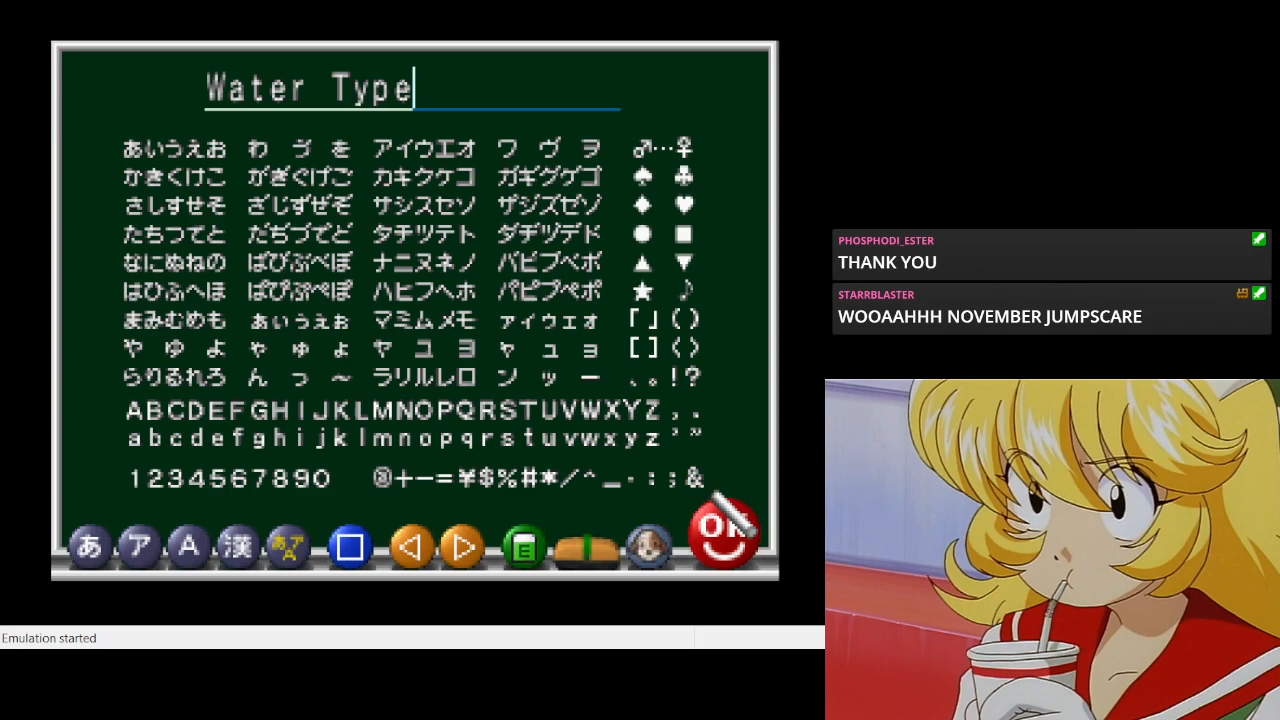 Water Type
あいうえお わ づ を アイウエオ ワ ヴ ヲ ♂…♀
かきくけこ がぎぐげご カキクケコ ガギグゲゴ ♠ ♣
さしすせそ ざじずぜぞ サシスセソ ザジズゼゾ ♦ ♥
たちつてと だぢづでど タチツテト ダヂヅデド ● ■
なにぬねの ばびぶべぼ ナニヌネノ バビブベボ ▲ ▼
はひふへほ ぱぴぷぺぽ ハヒフヘホ パピプペポ ★ ♪
まみむめも ぁぃぅぇぉ マミムメモ ァィゥェォ 「 」 ( )
や ゆ よ ゃ ゅ ょ ヤ ユ ヨ ャ ュ ョ [ ] ( )
らりるれろ ん っ ～ ラリルレロ ン ッ ー 、。! ?
ABCDEFGHIJKLMNOPQRSTUVWXYZ , .
abcdefghijklmnopqrstuvwxyz ’ ”
1234567890 @+-=¥$%#*/^_・:;&
あ ア A 漢 あアA E OK
Emulation started
PHOSPHODI_ESTER
THANK YOU
STARRBLASTER
WOOAAHHH NOVEMBER JUMPSCARE